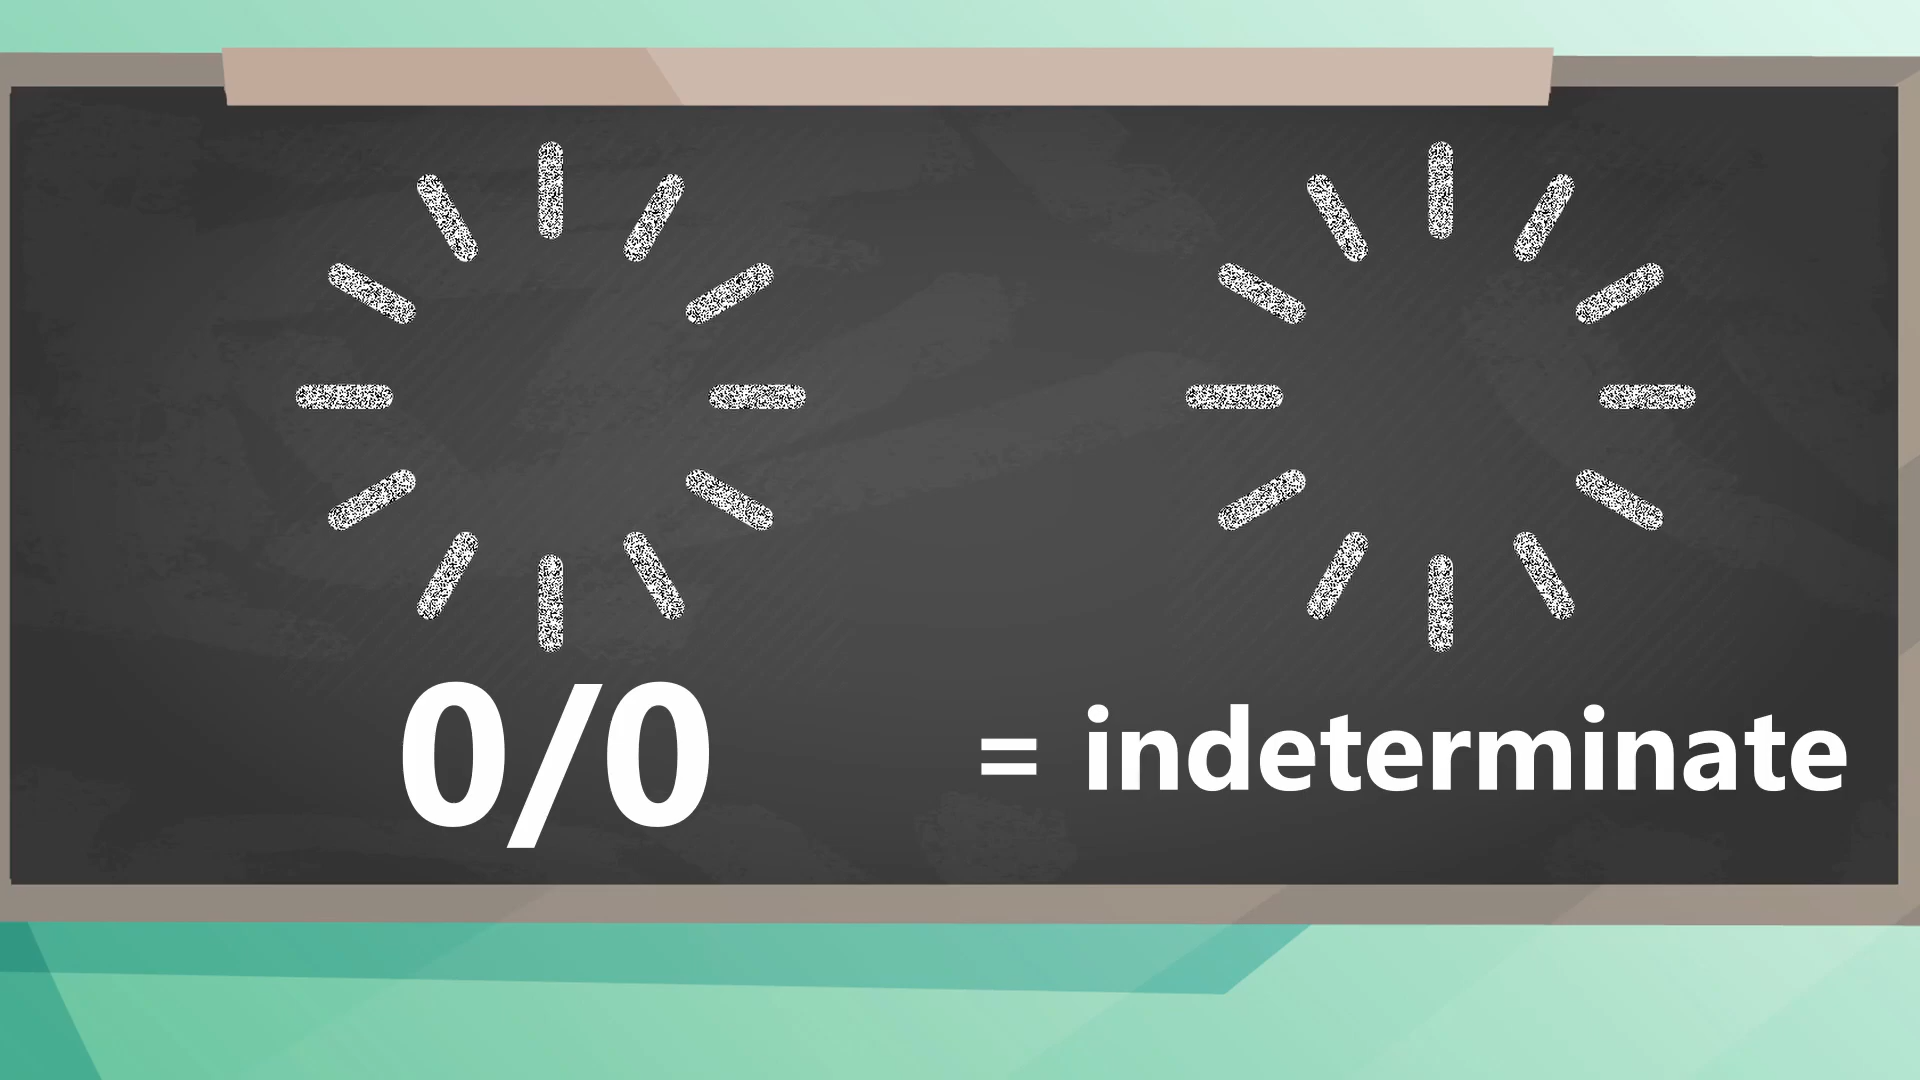 0/0 = indeterminate